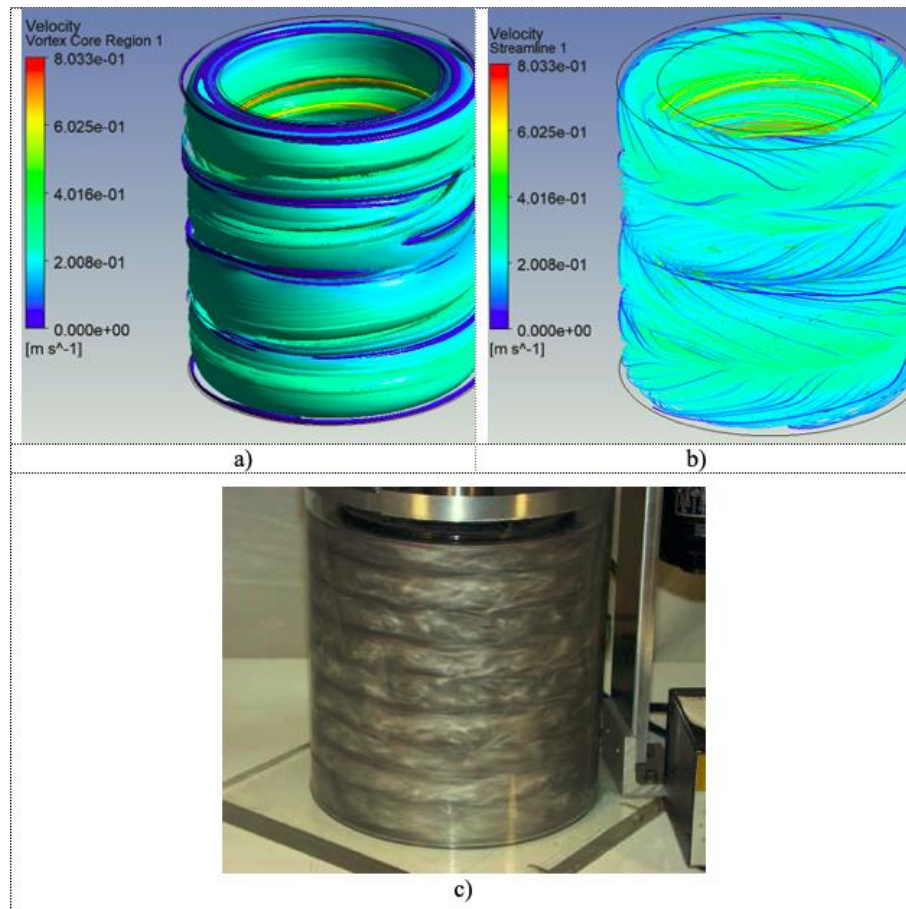 Velocity
Vortex Core Region 1
8.033e-01
6.025e-01
4.016e-01
2.008e-01
0.000e+00
[m s^-1]
a)
Velocity
Streamline 1
8.033e-01
6.025e-01
4.016e-01
2.008e-01
0.000e+00
[m s^-1]
b)
c)